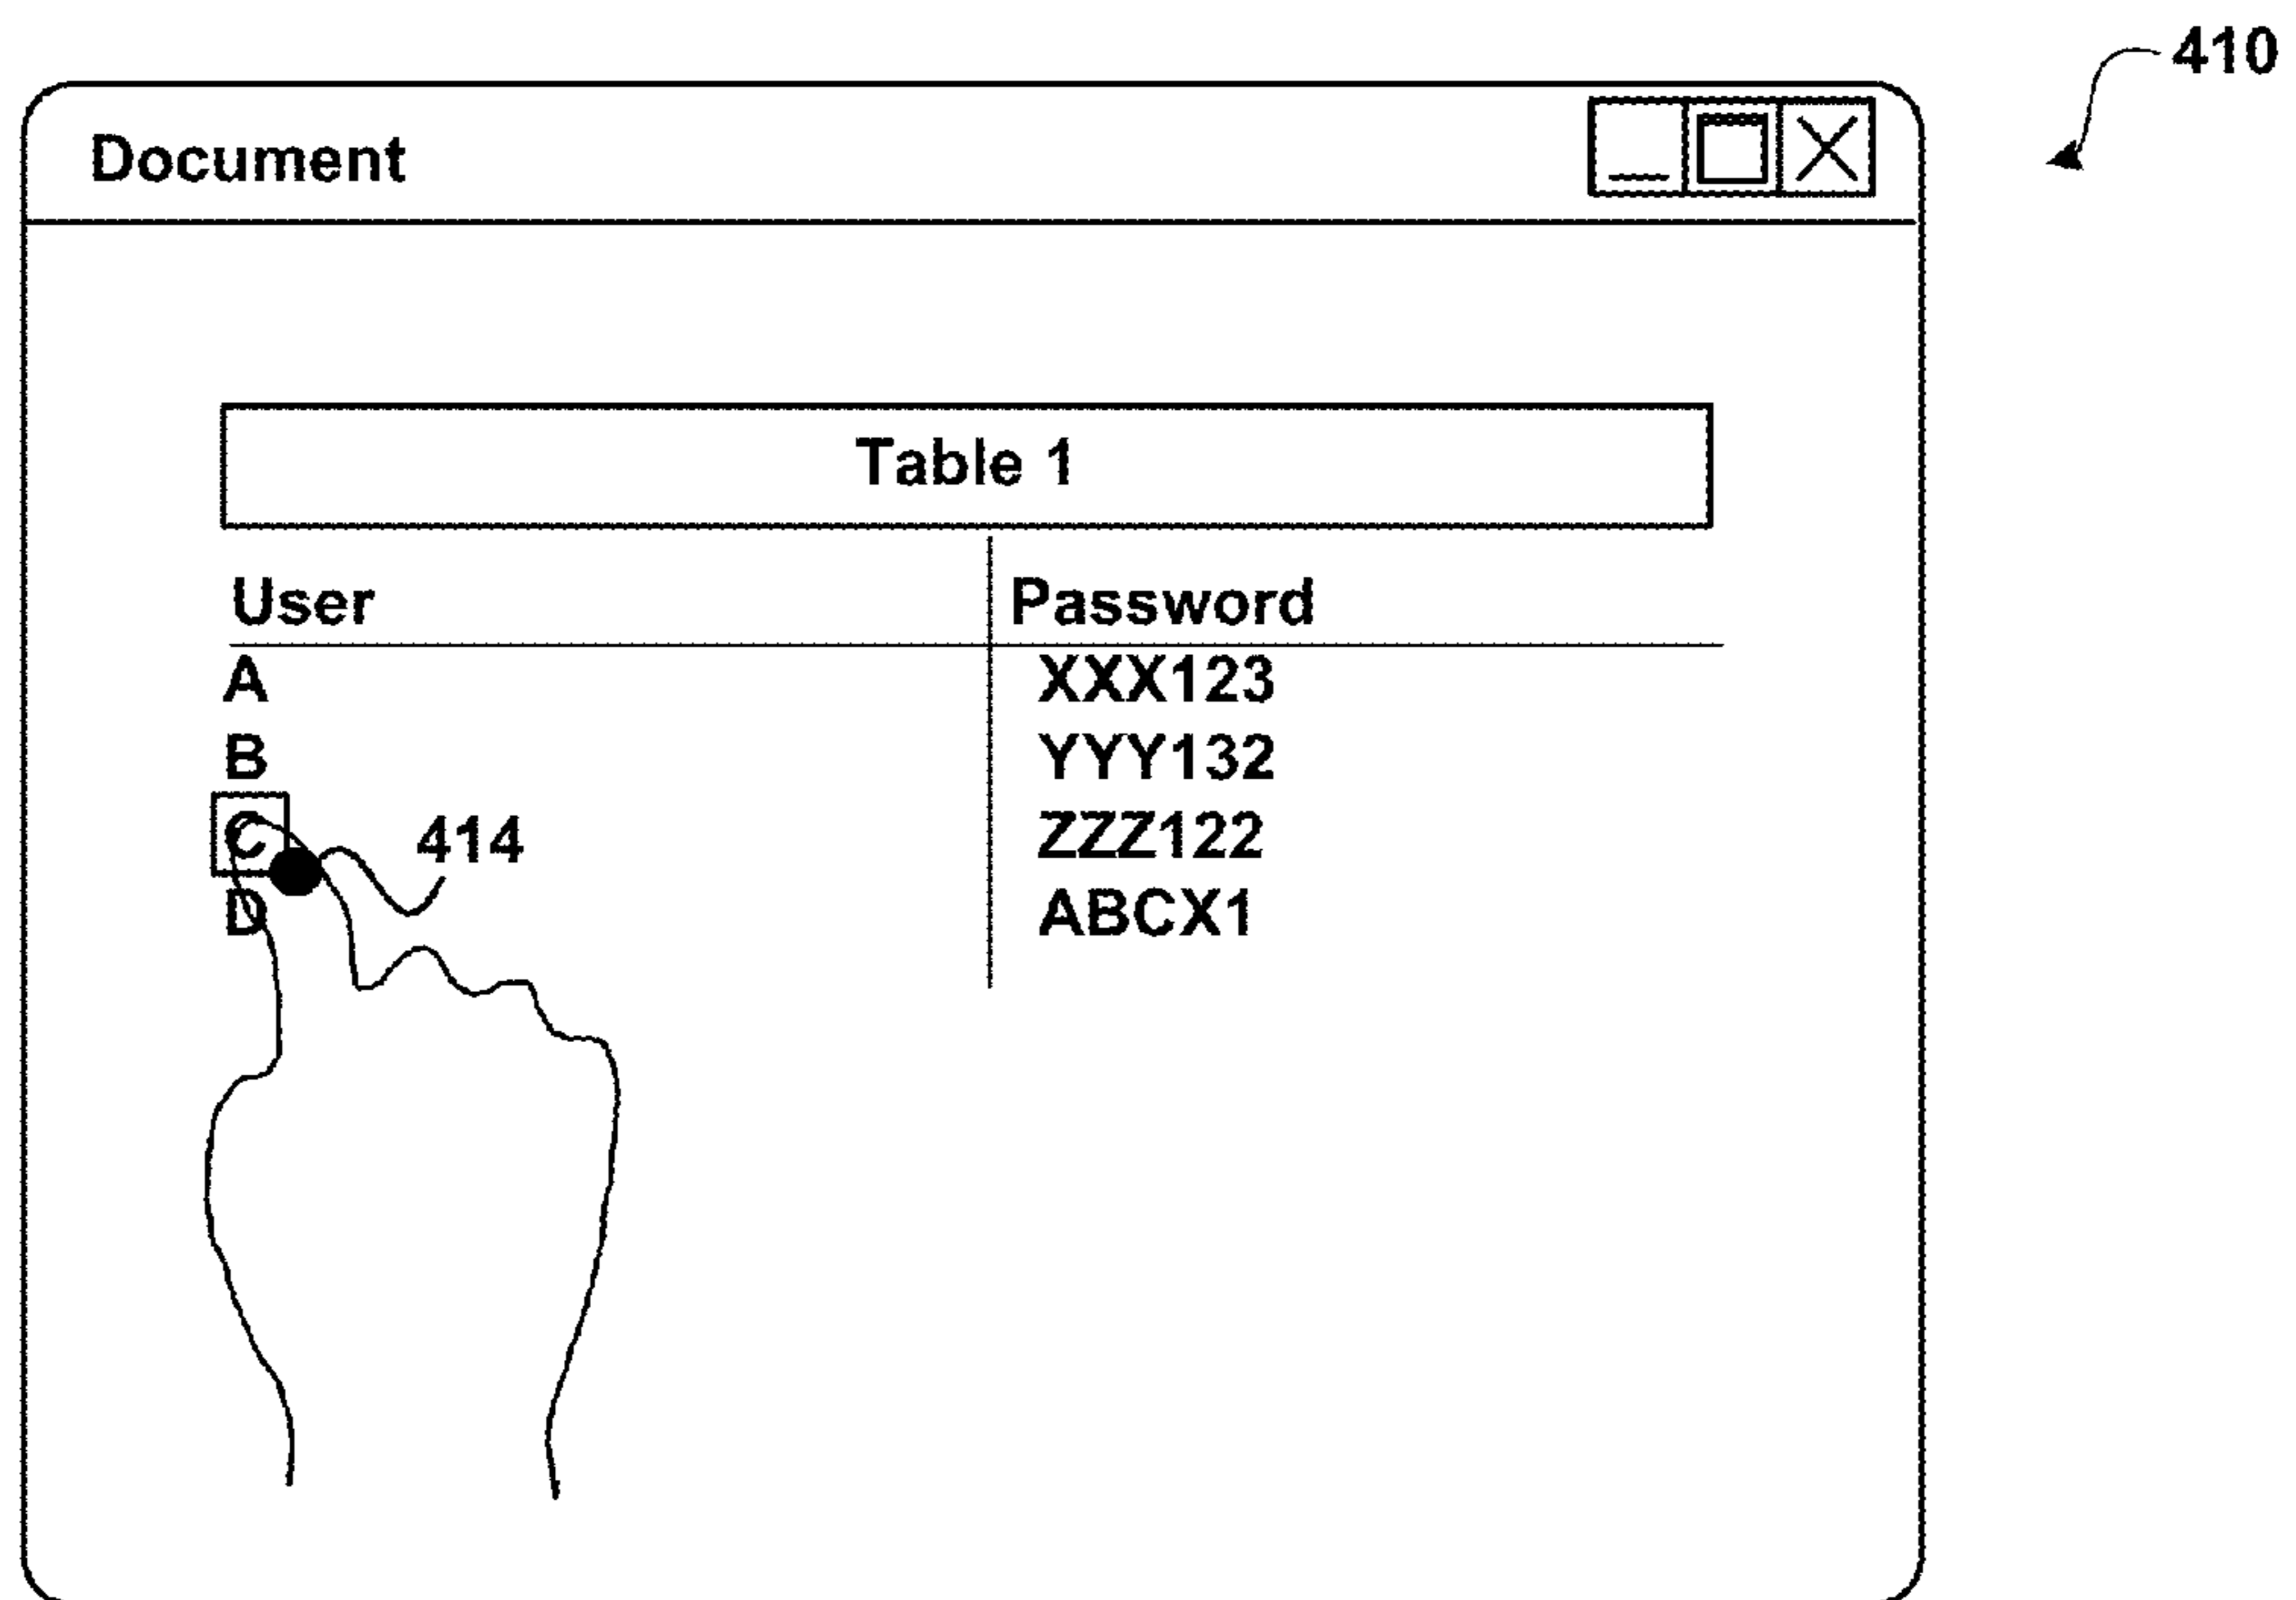 410
Document
Table 1
User Password
A XXX123
B YYY132
C 414 ZZZ122
D ABCX1